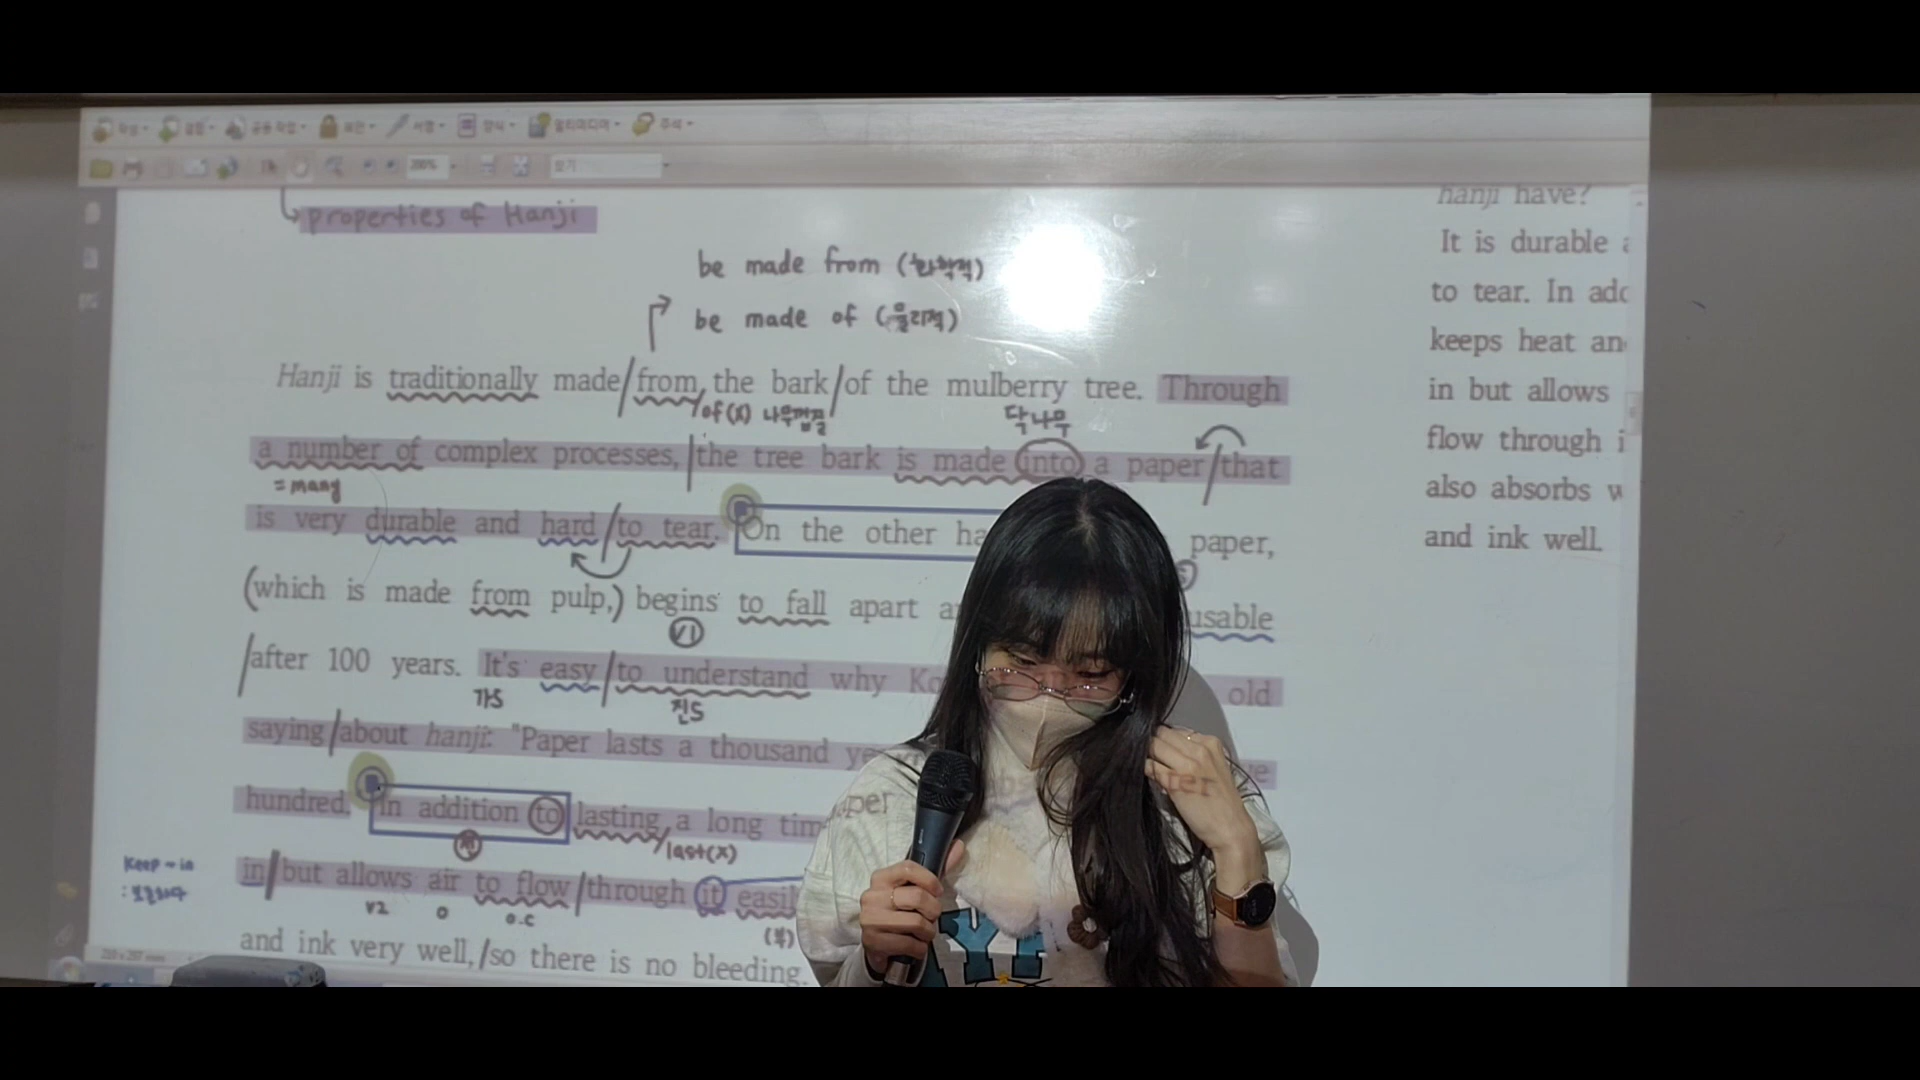 200%
보기
properties of Hanji
be made from (화학적)
be made of (물리적)
Hanji is traditionally made/from the bark/of the mulberry tree. Through
of(x) 나무껍질
닥나무
a number of complex processes, the tree bark is made into a paper/that
= many
is very durable and hard/to tear. On the other ha paper,
(which is made from pulp,) begins to fall apart a usable
V1
/after 100 years. It's easy/to understand why Ko old
가S
진S
saying/about hanji: "Paper lasts a thousand ye
hundred. In addition to lasting a long tim
전
last(x)
keep ~ in
in/but allows air to flow/through it easil
V2
O
O.C
(부)
and ink very well,/so there is no bleeding.
hanji have?
It is durable a
to tear. In add
keeps heat an
in but allows
flow through i
also absorbs w
and ink well.